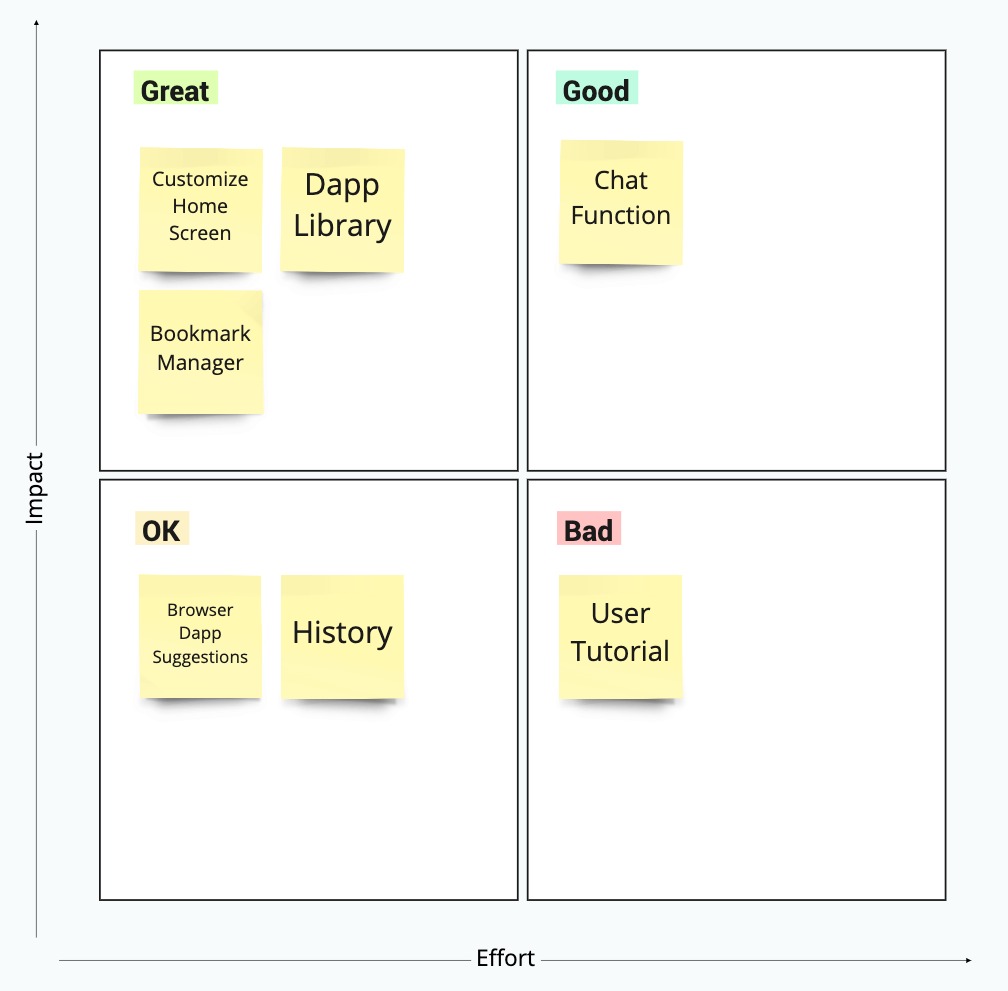 Great
Good
Customize
Home
Screen
Dapp
Library
Chat
Function
Bookmark
Manager
Impact
OK
Bad
Browser
Dapp
Suggestions
History
User
Tutorial
Effort